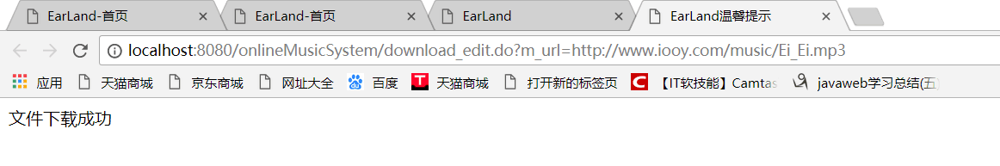 EarLand-首页 EarLand-首页 EarLand EarLand温馨提示
localhost:8080/onlineMusicSystem/download_edit.do?m_url=http://www.iooy.com/music/Ei_Ei.mp3
应用 天猫商城 京东商城 网址大全 百度 天猫商城 打开新的标签页 【IT软技能】Camtas javaweb学习总结(五)
文件下载成功